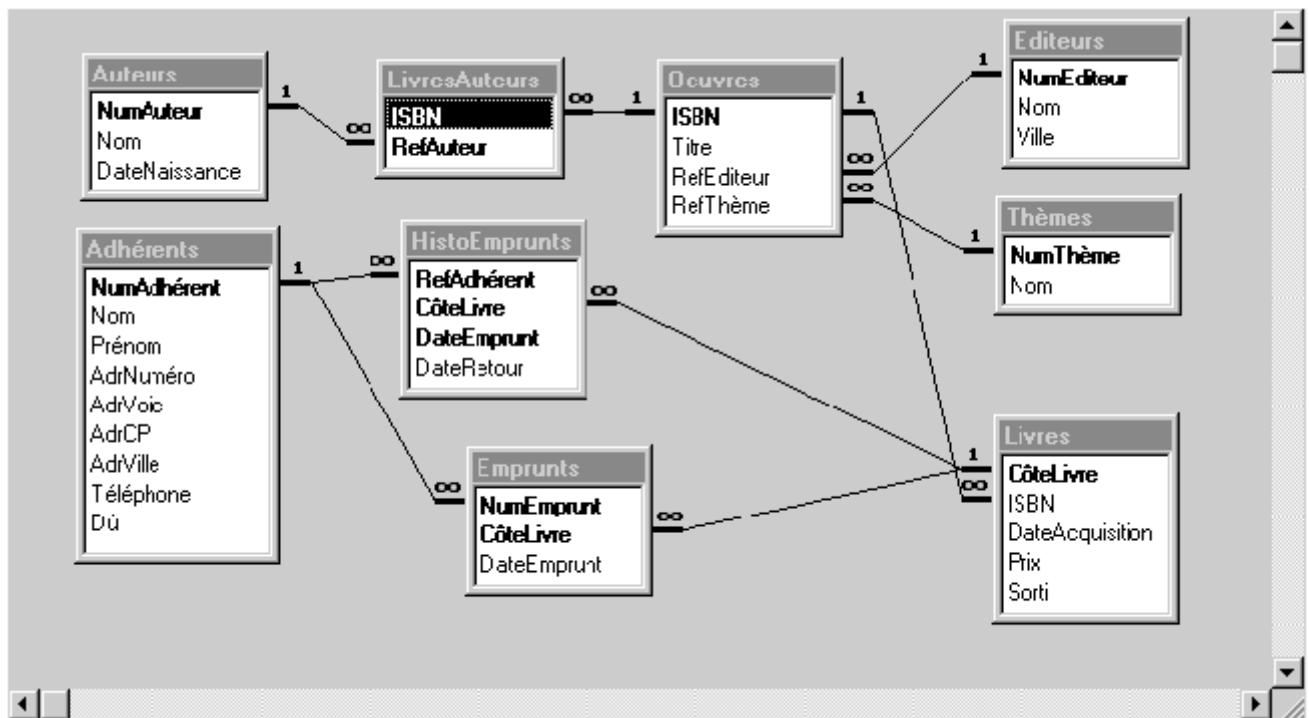 Auteurs
NumAuteur
Nom
DateNaissance
1
∞
LivresAuteurs
ISBN
RefAuteur
∞
1
Oeuvres
ISBN
Titre
RefEditeur
RefThème
1
∞
∞
1
Editeurs
NumEditeur
Nom
Ville
1
Thèmes
NumThème
Nom
Adhérents
NumAdhérent
Nom
Prénom
AdrNuméro
AdrVoie
AdrCP
AdrVille
Téléphone
Dû
1
∞
HistoEmprunts
RefAdhérent
CôteLivre
DateEmprunt
DateRetour
∞
∞
Emprunts
NumEmprunt
CôteLivre
DateEmprunt
∞
1
∞
Livres
CôteLivre
ISBN
DateAcquisition
Prix
Sorti